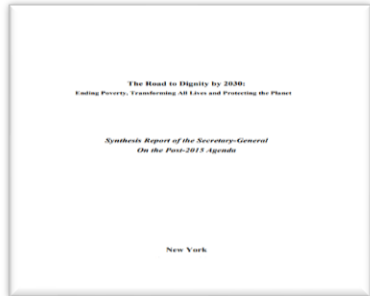 The Road to Dignity by 2030:
Ending Poverty, Transforming All Lives and Protecting the Planet
Synthesis Report of the Secretary-General
On the Post-2015 Agenda
New York